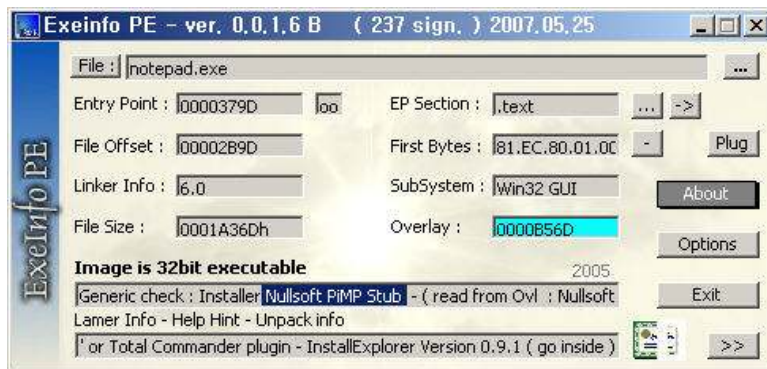 Exeinfo PE - ver. 0.0.1.6 B ( 237 sign. ) 2007.05.25
File : notepad.exe ...
Entry Point : 0000379D oo EP Section : .text ... ->
File Offset : 00002B9D First Bytes : 81.EC.80.01.00 - Plug
Linker Info : 6.0 SubSystem : Win32 GUI About
File Size : 0001A36Dh Overlay : 0000B56D Options
Image is 32bit executable 2005
Generic check : Installer Nullsoft PiMP Stub - ( read from Ovl : Nullsoft Exit
Lamer Info - Help Hint - Unpack info
' or Total Commander plugin - InstallExplorer Version 0.9.1 ( go inside ) >>
ExeInfo PE